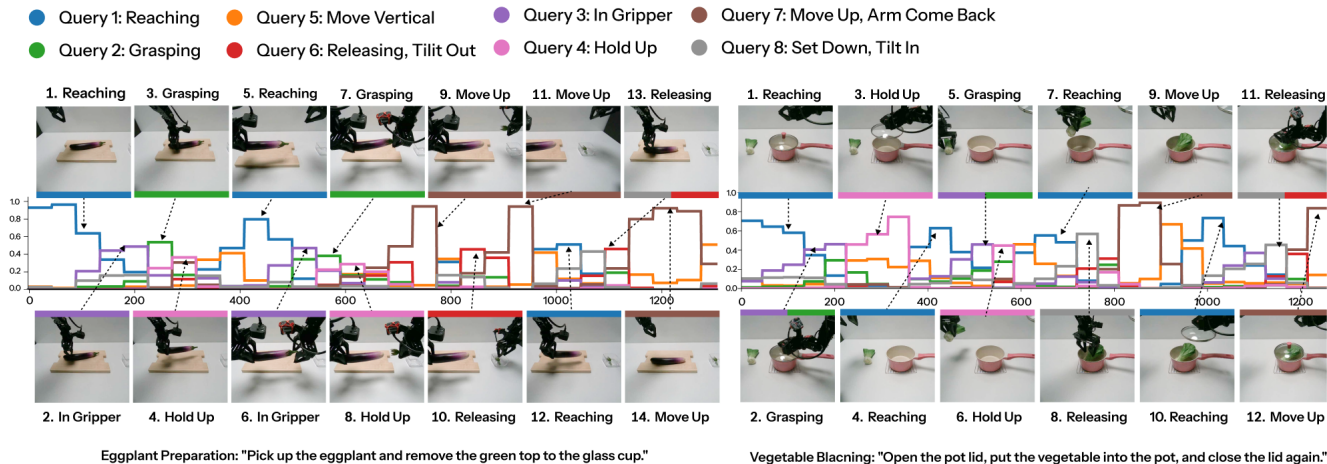 Query 1: Reaching
Query 5: Move Vertical
Query 3: In Gripper
Query 7: Move Up, Arm Come Back
Query 2: Grasping
Query 6: Releasing, Tilit Out
Query 4: Hold Up
Query 8: Set Down, Tilt In
1. Reaching
3. Grasping
5. Reaching
7. Grasping
9. Move Up
11. Move Up
13. Releasing
1.0
0.8
0.6
0.4
0.2
0.0
0
200
400
600
800
1000
1200
2. In Gripper
4. Hold Up
6. In Gripper
8. Hold Up
10. Releasing
12. Reaching
14. Move Up
Eggplant Preparation: "Pick up the eggplant and remove the green top to the glass cup."
1. Reaching
3. Hold Up
5. Grasping
7. Reaching
9. Move Up
11. Releasing
1.0
0.8
0.6
0.4
0.2
0.0
0
200
400
600
800
1000
1200
2. Grasping
4. Reaching
6. Hold Up
8. Releasing
10. Reaching
12. Move Up
Vegetable Blacning: "Open the pot lid, put the vegetable into the pot, and close the lid again."